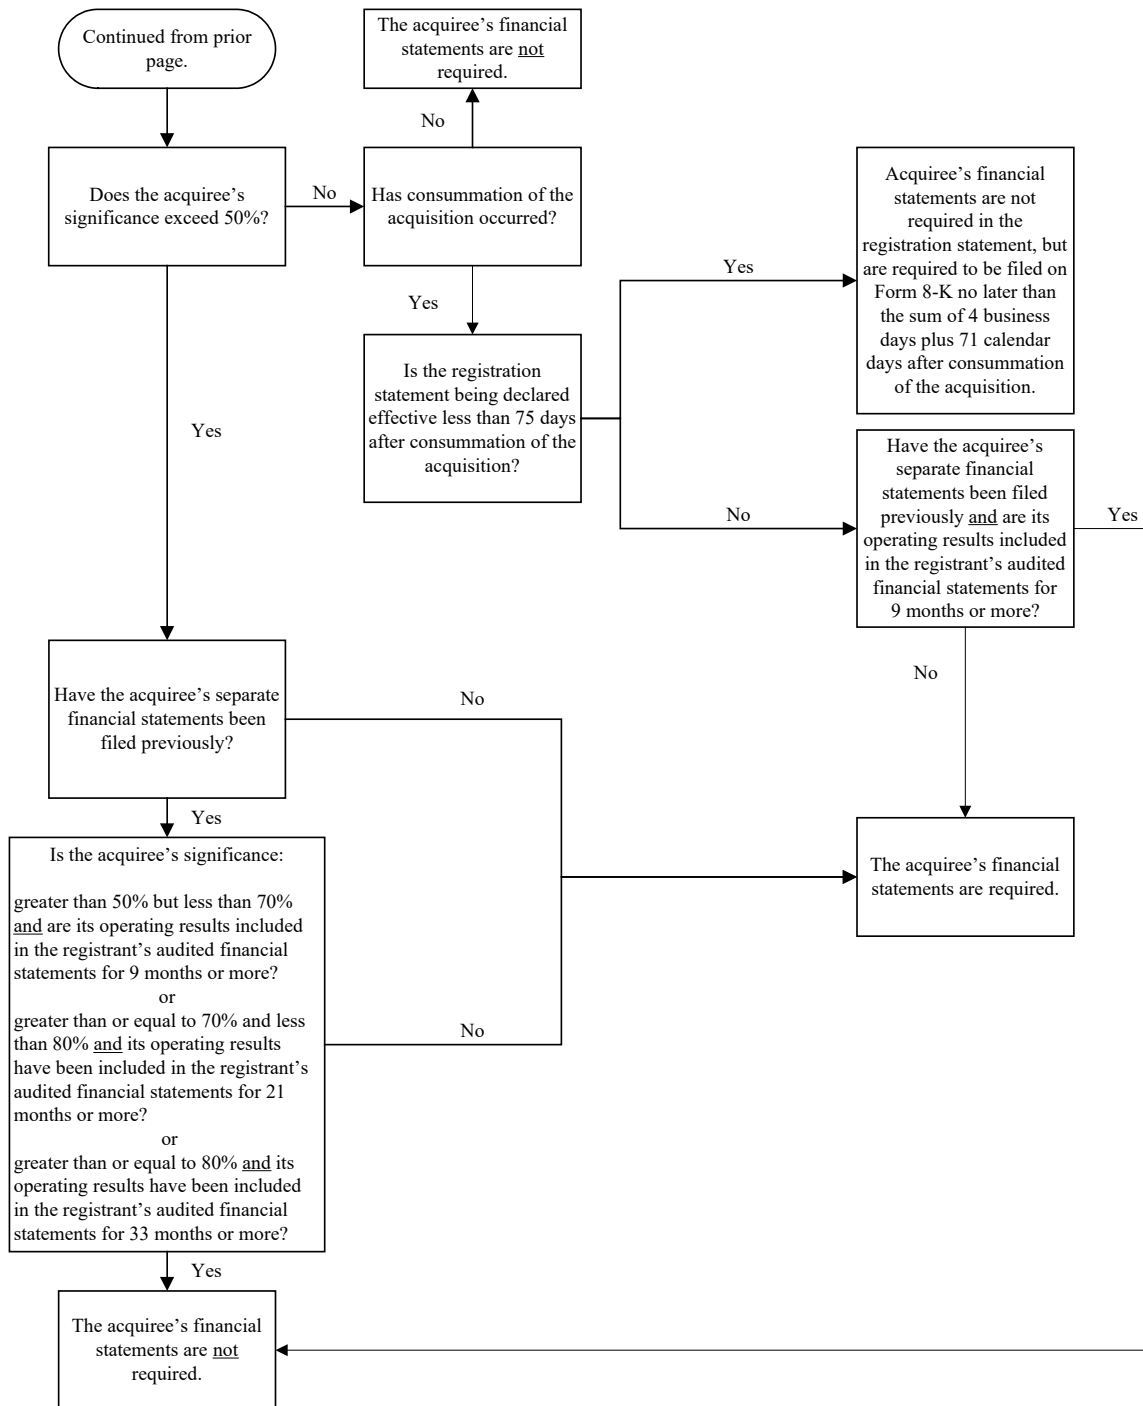 Continued from prior
page.
The acquiree’s financial
statements are not
required.
No
Does the acquiree’s
significance exceed 50%?
No
Has consummation of the
acquisition occurred?
Yes
Acquiree’s financial
statements are not
required in the
registration statement, but
are required to be filed on
Form 8-K no later than
the sum of 4 business
days plus 71 calendar
days after consummation
of the acquisition.
Yes
Is the registration
statement being declared
effective less than 75 days
after consummation of the
acquisition?
Yes
No
Have the acquiree’s
separate financial
statements been filed
previously and are its
operating results included
in the registrant’s audited
financial statements for
9 months or more?
Yes
No
Have the acquiree’s separate
financial statements been
filed previously?
No
Yes
The acquiree’s financial
statements are required.
Is the acquiree’s significance:
greater than 50% but less than 70%
and are its operating results included
in the registrant’s audited financial
statements for 9 months or more?
or
greater than or equal to 70% and less
than 80% and its operating results
have been included in the registrant’s
audited financial statements for 21
months or more?
or
greater than or equal to 80% and its
operating results have been included
in the registrant’s audited financial
statements for 33 months or more?
No
Yes
The acquiree’s financial
statements are not
required.